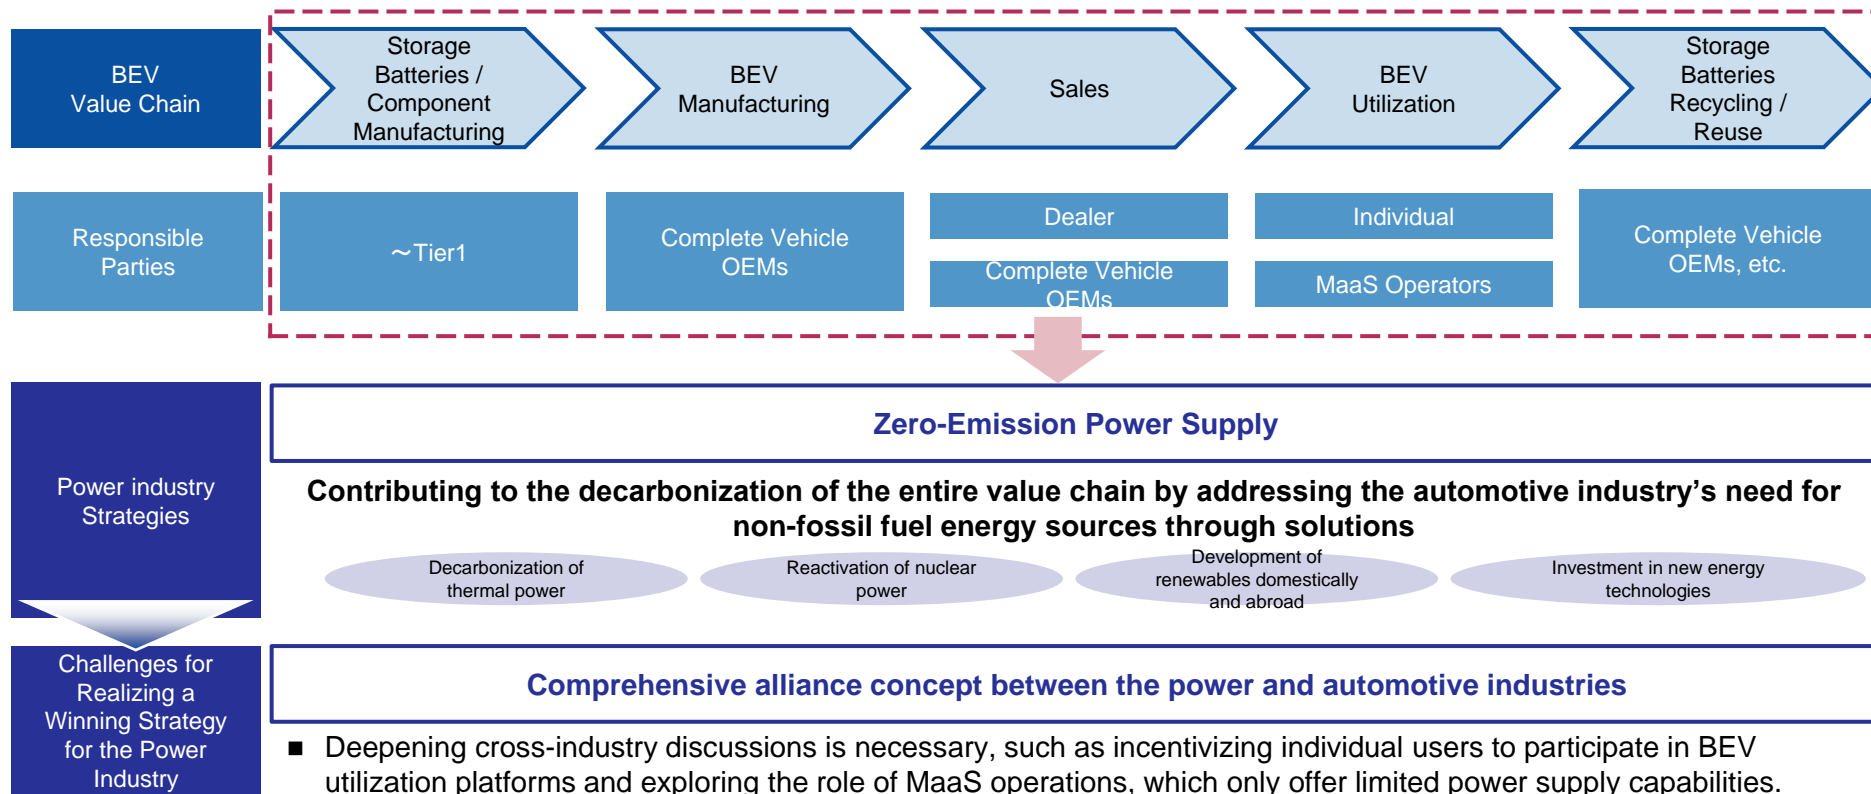 BEV
Value Chain
Storage
Batteries /
Component
Manufacturing
BEV
Manufacturing
Sales
BEV
Utilization
Storage
Batteries
Recycling /
Reuse
Responsible
Parties
～Tier1
Complete Vehicle
OEMs
Dealer
Complete Vehicle
OEMs
Individual
MaaS Operators
Complete Vehicle
OEMs, etc.
Power industry
Strategies
Zero-Emission Power Supply
Contributing to the decarbonization of the entire value chain by addressing the automotive industry’s need for
non-fossil fuel energy sources through solutions
Decarbonization of
thermal power
Reactivation of nuclear
power
Development of
renewables domestically
and abroad
Investment in new energy
technologies
Challenges for
Realizing a
Winning Strategy
for the Power
Industry
Comprehensive alliance concept between the power and automotive industries
■ Deepening cross-industry discussions is necessary, such as incentivizing individual users to participate in BEV
utilization platforms and exploring the role of MaaS operations, which only offer limited power supply capabilities.